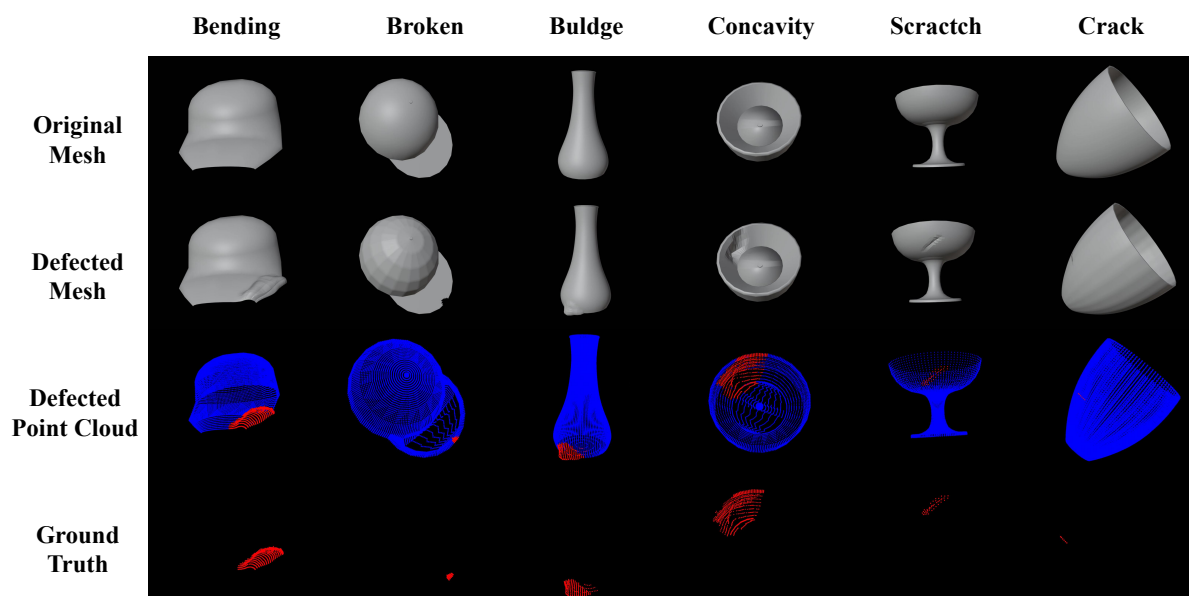 Bending Broken Buldge Concavity Scractch Crack
Original
Mesh
Defected
Mesh
Defected
Point Cloud
Ground
Truth